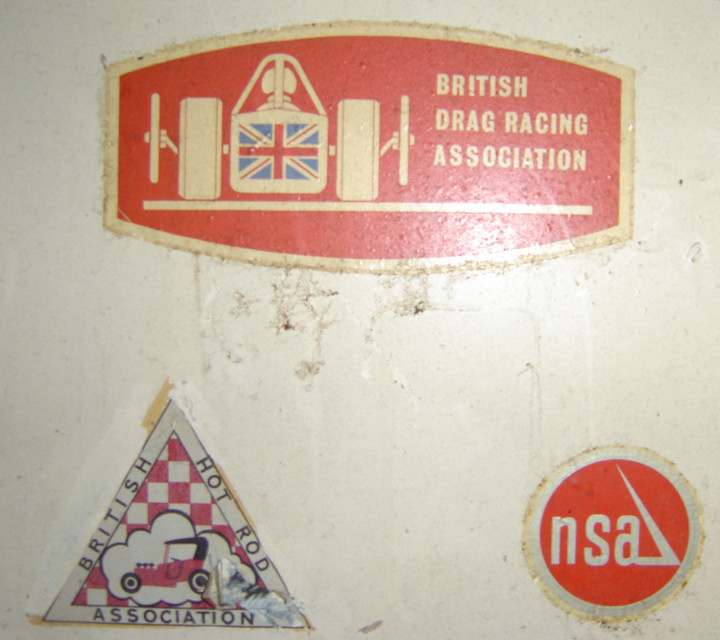 BRITISH
DRAG RACING
ASSOCIATION
BRITISH
HOT ROD
ASSOCIATION
nsa